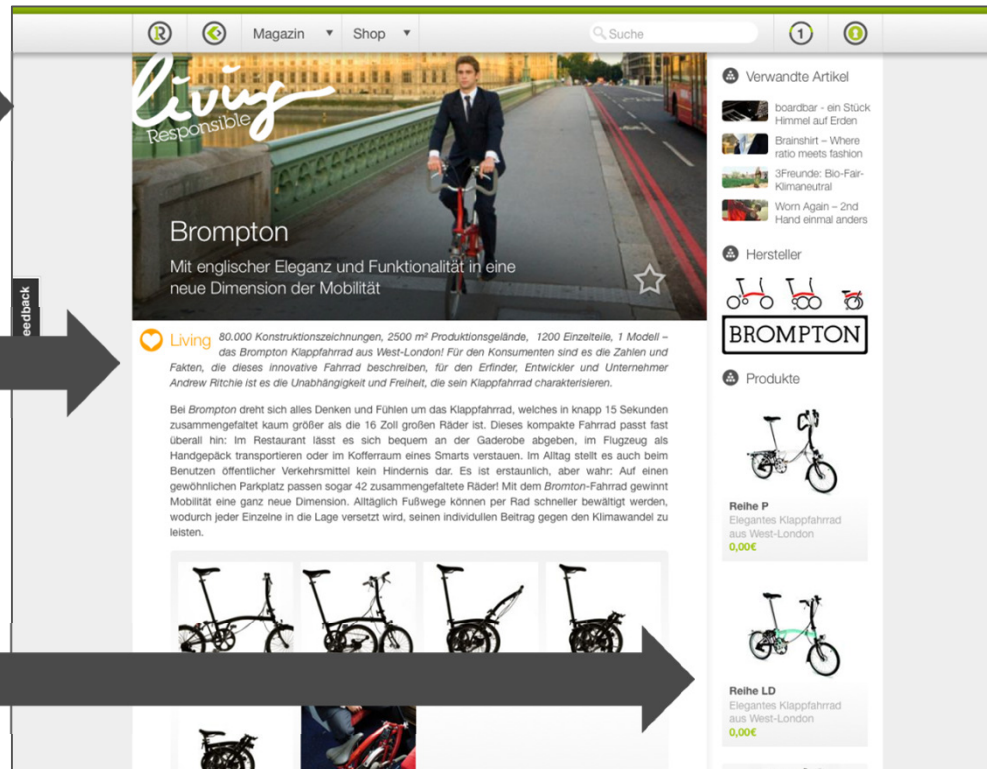 Magazin
Shop
Suche
1
living
Responsible
Brompton
Mit englischer Eleganz und Funktionalität in eine
neue Dimension der Mobilität
Feedback
Living 80.000 Konstruktionszeichnungen, 2500 m² Produktionsgelände, 1200 Einzelteile, 1 Modell –
das Brompton Klappfahrrad aus West-London! Für den Konsumenten sind es die Zahlen und
Fakten, die dieses innovative Fahrrad beschreiben, für den Erfinder, Entwickler und Unternehmer
Andrew Ritchie ist es die Unabhängigkeit und Freiheit, die sein Klappfahrrad charakterisieren.
Bei Brompton dreht sich alles Denken und Fühlen um das Klappfahrrad, welches in knapp 15 Sekunden
zusammengefaltet kaum größer als die 16 Zoll großen Räder ist. Dieses kompakte Fahrrad passt fast
überall hin: Im Restaurant lässt es sich bequem an der Gaderobe abgeben, im Flugzeug als
Handgepäck transportieren oder im Kofferraum eines Smarts verstauen. Im Alltag stellt es auch beim
Benutzen öffentlicher Verkehrsmittel kein Hindernis dar. Es ist erstaunlich, aber wahr: Auf einen
gewöhnlichen Parkplatz passen sogar 42 zusammengefaltete Räder! Mit dem Bromton-Fahrrad gewinnt
Mobilität eine ganz neue Dimension. Alltäglich Fußwege können per Rad schneller bewältigt werden,
wodurch jeder Einzelne in die Lage versetzt wird, seinen individullen Beitrag gegen den Klimawandel zu
leisten.
Verwandte Artikel
boardbar - ein Stück
Himmel auf Erden
Brainshirt – Where
ratio meets fashion
3Freunde: Bio-Fair-
Klimaneutral
Worn Again – 2nd
Hand einmal anders
Hersteller
BROMPTON
Produkte
Reihe P
Elegantes Klappfahrrad
aus West-London
0,00€
Reihe LD
Elegantes Klappfahrrad
aus West-London
0,00€